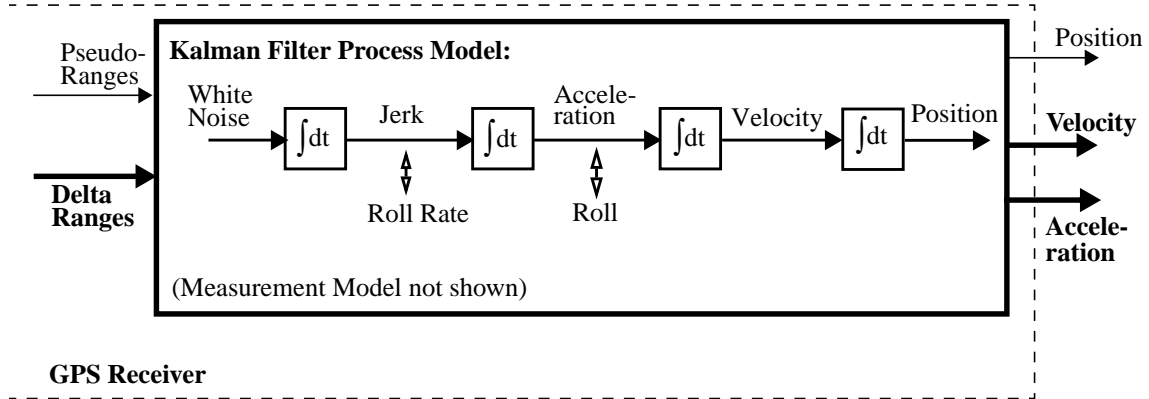 Pseudo-
Ranges
Delta
Ranges
Kalman Filter Process Model:
White
Noise
∫dt
Jerk
∫dt
Accele-
ration
∫dt
Velocity
∫dt
Position
Roll Rate
Roll
(Measurement Model not shown)
Position
Velocity
Accele-
ration
GPS Receiver